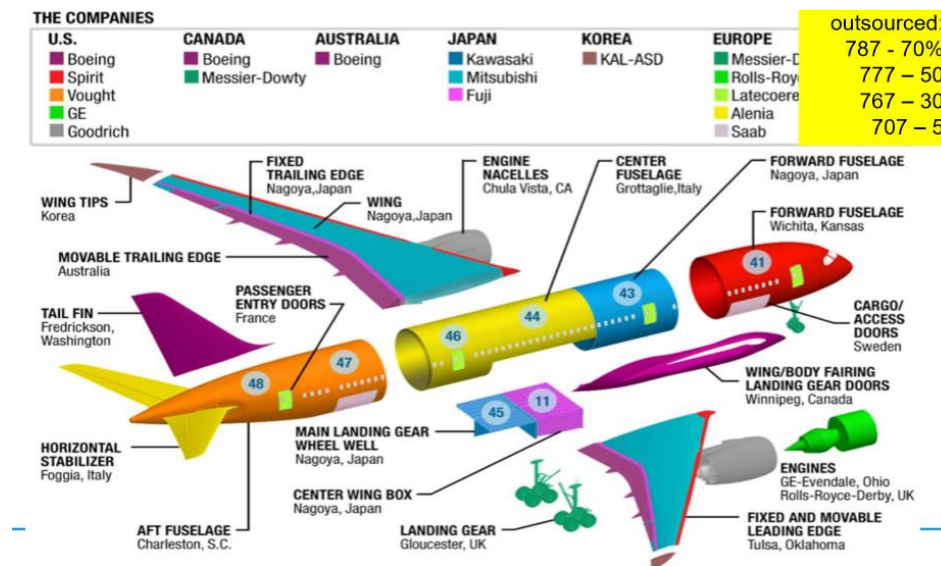 THE COMPANIES
U.S.
Boeing
Spirit
Vought
GE
Goodrich
CANADA
Boeing
Messier-Dowty
AUSTRALIA
Boeing
JAPAN
Kawasaki
Mitsubishi
Fuji
KOREA
KAL-ASD
EUROPE
Messier-D
Rolls-Roy
Latecoere
Alenia
Saab
outsourced:
787 - 70%
777 – 50
767 – 30
707 – 5
WING TIPS
Korea
FIXED
TRAILING EDGE
Nagoya,Japan
WING
Nagoya,Japan
ENGINE
NACELLES
Chula Vista, CA
CENTER
FUSELAGE
Grottaglie,Italy
FORWARD FUSELAGE
Nagoya, Japan
FORWARD FUSELAGE
Wichita, Kansas
MOVABLE TRAILING EDGE
Australia
PASSENGER
ENTRY DOORS
France
TAIL FIN
Fredrickson,
Washington
41
43
44
46
47
48
CARGO/
ACCESS
DOORS
Sweden
WING/BODY FAIRING
LANDING GEAR DOORS
Winnipeg, Canada
45
11
HORIZONTAL
STABILIZER
Foggia, Italy
MAIN LANDING GEAR
WHEEL WELL
Nagoya, Japan
CENTER WING BOX
Nagoya, Japan
AFT FUSELAGE
Charleston, S.C.
LANDING GEAR
Gloucester, UK
ENGINES
GE-Evendale, Ohio
Rolls-Royce-Derby, UK
FIXED AND MOVABLE
LEADING EDGE
Tulsa, Oklahoma